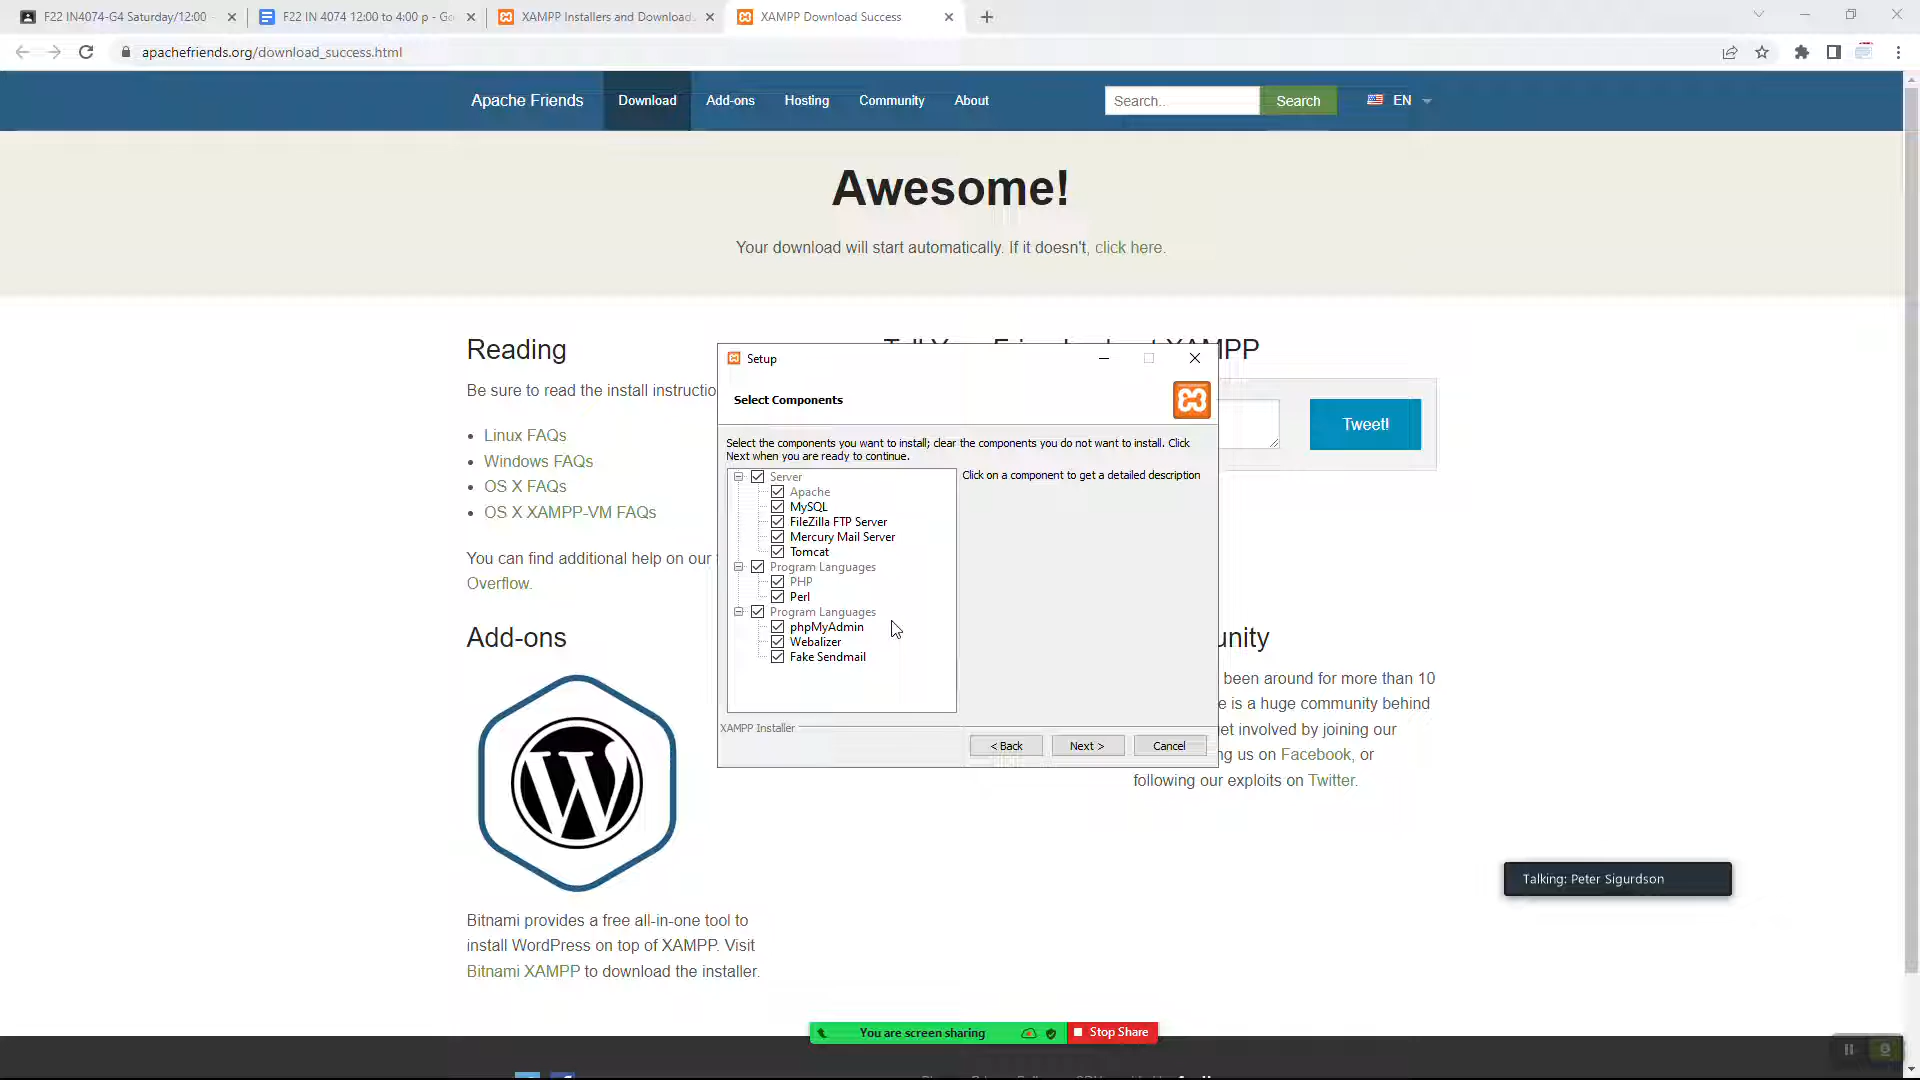 F22 IN4074-G4 Saturday/12:00
F22 IN 4074 12:00 to 4:00 p - Go
XAMPP Installers and Download
XAMPP Download Success
apachefriends.org/download_success.html
Apache Friends
Download
Add-ons
Hosting
Community
About
Search..
Search
EN
Awesome!
Your download will start automatically. If it doesn't, click here.
Reading
XAMPP
Be sure to read the install instructio
Tweet!
Linux FAQs
Windows FAQs
OS X FAQs
OS X XAMPP-VM FAQs
You can find additional help on our
Overflow.
Setup
Select Components
Select the components you want to install; clear the components you do not want to install. Click
Next when you are ready to continue.
Click on a component to get a detailed description
Server
Apache
MySQL
FileZilla FTP Server
Mercury Mail Server
Tomcat
Program Languages
PHP
Perl
Program Languages
phpMyAdmin
Webalizer
Fake Sendmail
XAMPP Installer
< Back
Next >
Cancel
Add-ons
unity
been around for more than 10
e is a huge community behind
et involved by joining our
ng us on Facebook, or
following our exploits on Twitter.
Talking: Peter Sigurdson
Bitnami provides a free all-in-one tool to
install WordPress on top of XAMPP. Visit
Bitnami XAMPP to download the installer.
You are screen sharing
Stop Share